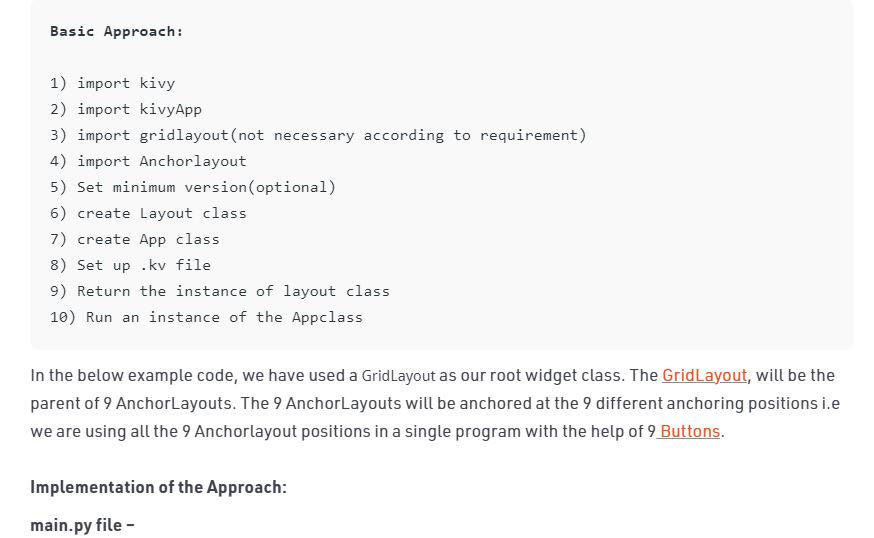 Basic Approach:
1) import kivy
2) import kivyApp
3) import gridlayout(not necessary according to requirement)
4) import Anchorlayout
5) Set minimum version(optional)
6) create Layout class
7) create App class
8) Set up .kv file
9) Return the instance of layout class
10) Run an instance of the Appclass
In the below example code, we have used a GridLayout as our root widget class. The GridLayout, will be the
parent of 9 AnchorLayouts. The 9 AnchorLayouts will be anchored at the 9 different anchoring positions i.e
we are using all the 9 Anchorlayout positions in a single program with the help of 9 Buttons.
Implementation of the Approach:
main.py file –